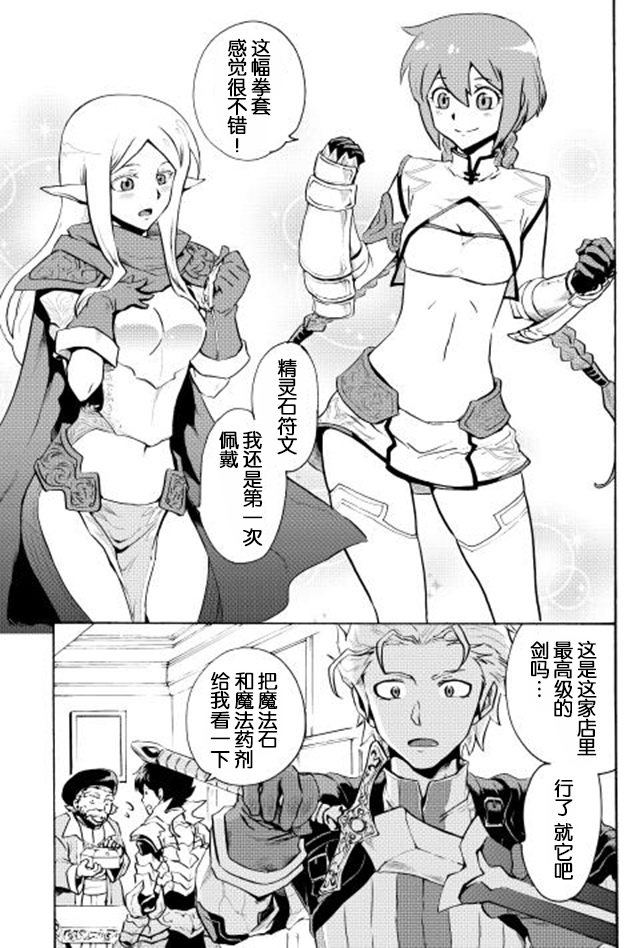 这幅拳套
感觉很不错！
精灵石符文
我还是第一次
佩戴
这是这家店里
最高级的
剑吗…
行了 就它吧
把魔法石
和魔法药剂
给我看一下